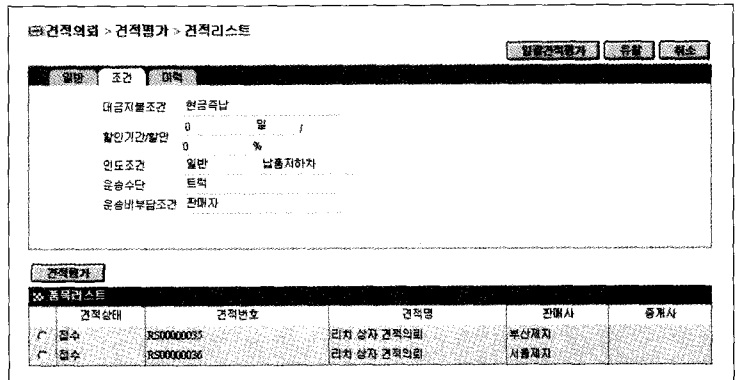 견적의뢰 > 견적평가 > 견적리스트
일괄견적평가 유찰 취소
일반 조건 이력
대금지불조건 현금즉납
할인기간/할인 0 일 /
0 %
인도조건 일반 납품지하차
운송수단 트럭
운송비부담조건 판매자
견적평가
품목리스트
견적상태 견적번호 견적명 판매사 중개사
접수 RS00000035 리치 상자 견적의뢰 부산제지
접수 RS00000036 리치 상자 견적의뢰 서울제지